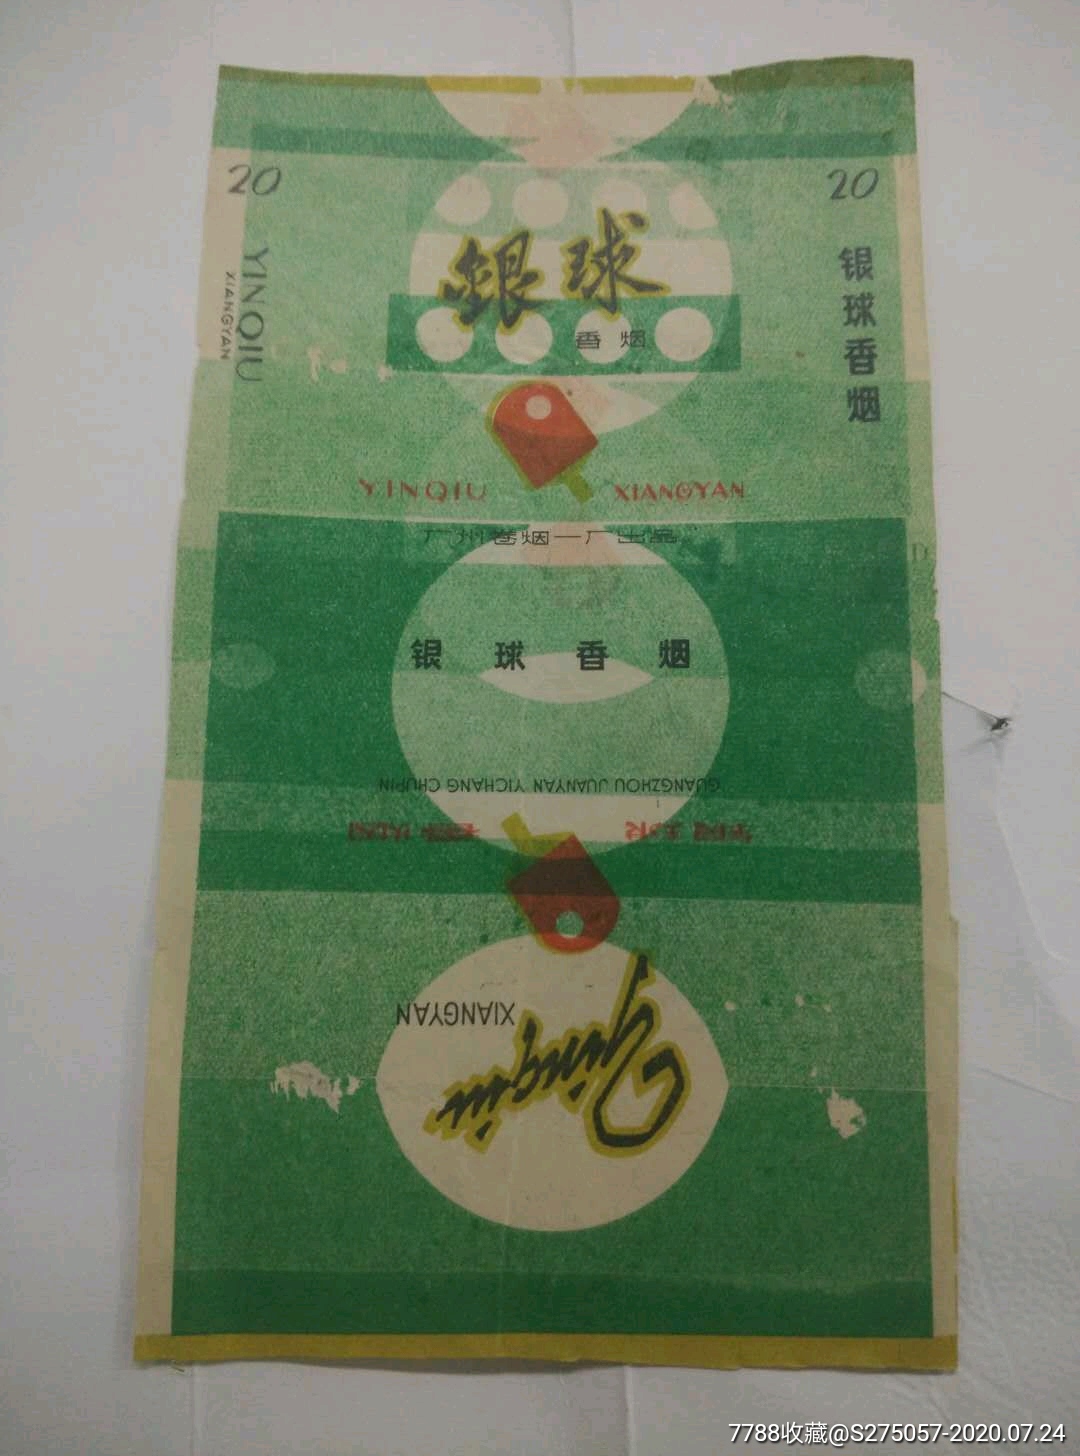 20
20
YINQIU
XIANGYAN
银球
香烟
银球香烟
YINQIU XIANGYAN
广州卷烟一厂出品
银球香烟
GUANGZHOU JUANYAN YICHANG CHUPIN
XIANGYAN
Yinqiu
7788收藏@S275057-2020.07.24